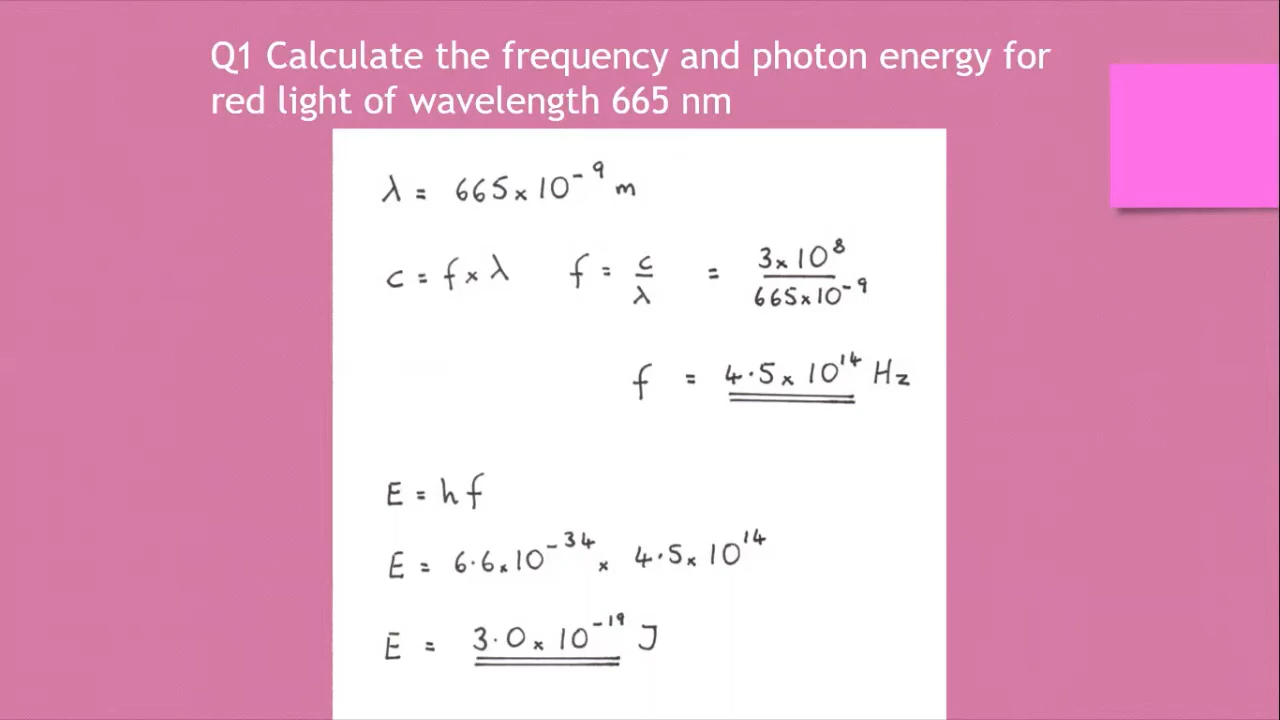 Q1 Calculate the frequency and photon energy for
red light of wavelength 665 nm
λ = 665 × 10⁻⁹ m
c = f × λ f = c/λ = 3 × 10⁸ / 665 × 10⁻⁹
f = 4.5 × 10¹⁴ Hz
E = hf
E = 6.6 × 10⁻³⁴ × 4.5 × 10¹⁴
E = 3.0 × 10⁻¹⁹ J